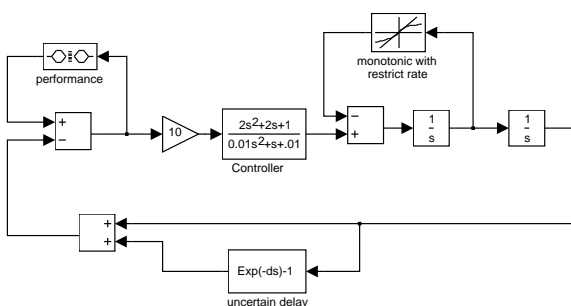 performance
+
−
10
2s²+2s+1
0.01s²+s+.01
Controller
monotonic with
restrict rate
−
+
1
s
1
s
+
+
Exp(-ds)-1
uncertain delay